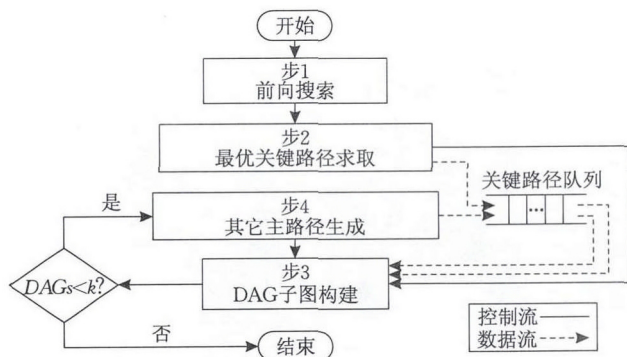 开始
步1
前向搜索
步2
最优关键路径求取
关键路径队列
...
是
步4
其它主路径生成
DAGs<k?
步3
DAG子图构建
否
结束
控制流
数据流